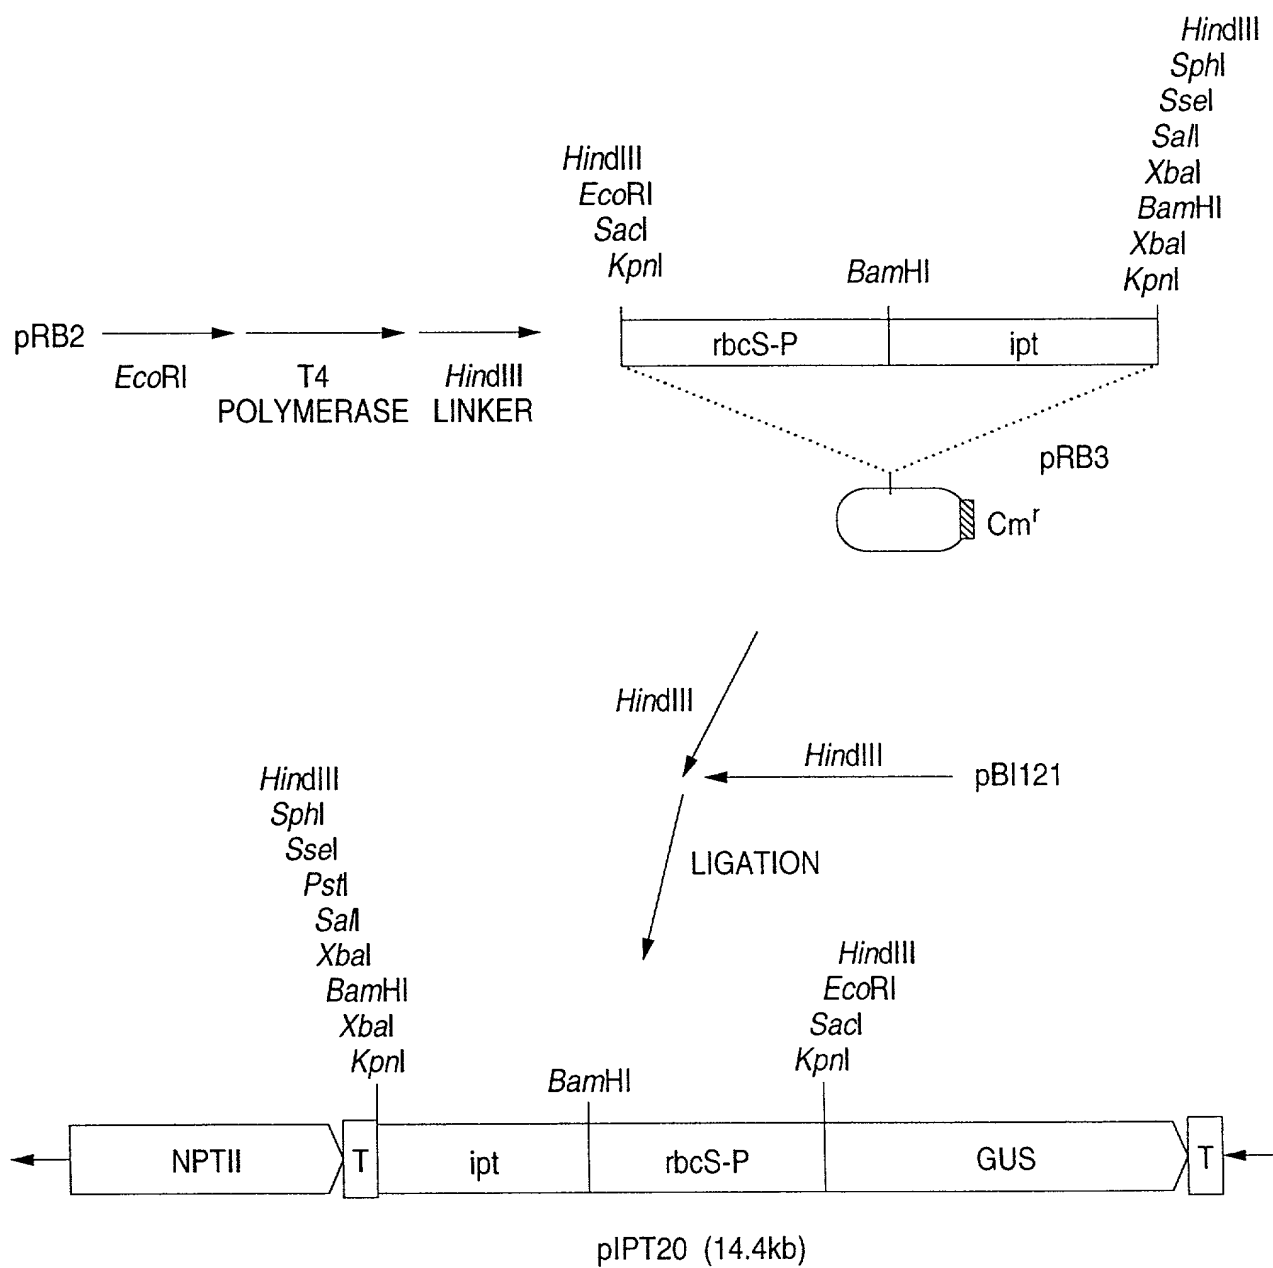 HindIII
SphI
SseI
SalI
XbaI
BamHI
XbaI
KpnI
HindIII
EcoRI
SacI
KpnI
BamHI
pRB2
EcoRI
T4
POLYMERASE
HindIII
LINKER
rbcS-P
ipt
pRB3
Cmʳ
HindIII
HindIII
pBI121
LIGATION
HindIII
SphI
SseI
PstI
SalI
XbaI
BamHI
XbaI
KpnI
BamHI
HindIII
EcoRI
SacI
KpnI
NPTII
T
ipt
rbcS-P
GUS
T
pIPT20 (14.4kb)